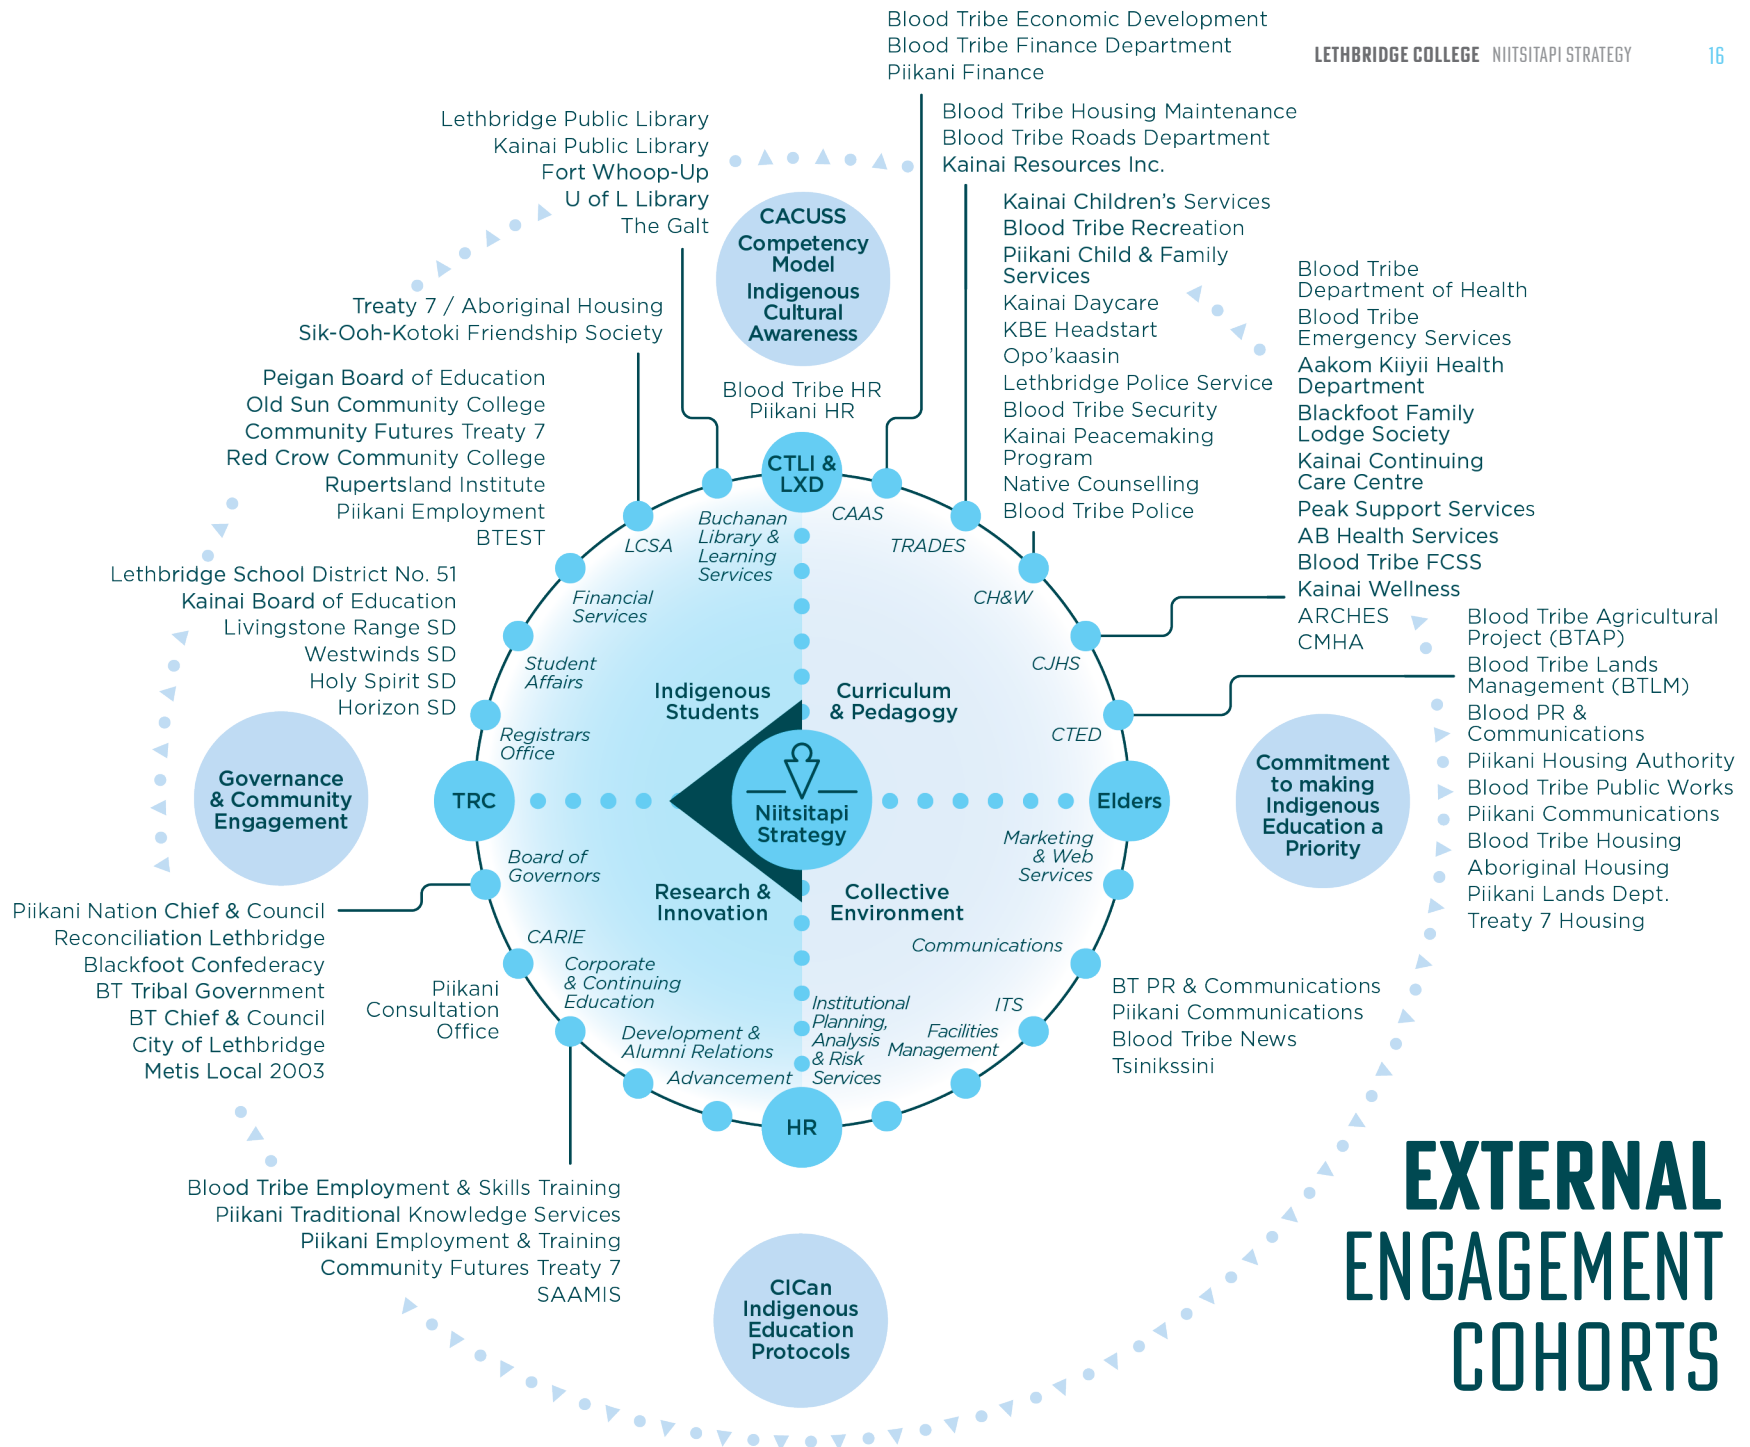 LETHBRIDGE COLLEGE NIITSITAPI STRATEGY 16
Blood Tribe Economic Development
Blood Tribe Finance Department
Piikani Finance
Blood Tribe Housing Maintenance
Blood Tribe Roads Department
Kainai Resources Inc.
Lethbridge Public Library
Kainai Public Library
Fort Whoop-Up
U of L Library
The Galt
CACUSS
Competency
Model
Indigenous
Cultural
Awareness
Kainai Children's Services
Blood Tribe Recreation
Piikani Child & Family
Services
Kainai Daycare
KBE Headstart
Opo'kaasin
Lethbridge Police Service
Blood Tribe Security
Kainai Peacemaking
Program
Native Counselling
Blood Tribe Police
Blood Tribe
Department of Health
Blood Tribe
Emergency Services
Aakom Kiiyii Health
Department
Blackfoot Family
Lodge Society
Kainai Continuing
Care Centre
Peak Support Services
AB Health Services
Blood Tribe FCSS
Kainai Wellness
ARCHES
CMHA
Treaty 7 / Aboriginal Housing
Sik-Ooh-Kotoki Friendship Society
Blood Tribe HR
Piikani HR
Peigan Board of Education
Old Sun Community College
Community Futures Treaty 7
Red Crow Community College
Rupertsland Institute
Piikani Employment
BTEST
Lethbridge School District No. 51
Kainai Board of Education
Livingstone Range SD
Westwinds SD
Holy Spirit SD
Horizon SD
CTLI &
LXD
Buchanan
Library &
Learning
Services
CAAS
LCSA
TRADES
Financial
Services
CH&W
Student
Affairs
CJHS
Registrars
Office
CTED
Indigenous
Students
Curriculum
& Pedagogy
Blood Tribe Agricultural
Project (BTAP)
Blood Tribe Lands
Management (BTLM)
Blood PR &
Communications
Piikani Housing Authority
Blood Tribe Public Works
Piikani Communications
Blood Tribe Housing
Aboriginal Housing
Piikani Lands Dept.
Treaty 7 Housing
Governance
& Community
Engagement
TRC
Niitsitapi
Strategy
Elders
Commitment
to making
Indigenous
Education a
Priority
Board of
Governors
Marketing
& Web
Services
Research &
Innovation
Collective
Environment
Piikani Nation Chief & Council
Reconciliation Lethbridge
Blackfoot Confederacy
BT Tribal Government
BT Chief & Council
City of Lethbridge
Metis Local 2003
CARIE
Communications
Corporate
& Continuing
Education
Piikani
Consultation
Office
Institutional
Planning,
Analysis
& Risk
Services
ITS
Facilities
Management
Development &
Alumni Relations
Advancement
HR
BT PR & Communications
Piikani Communications
Blood Tribe News
Tsinikssini
Blood Tribe Employment & Skills Training
Piikani Traditional Knowledge Services
Piikani Employment & Training
Community Futures Treaty 7
SAAMIS
CICan
Indigenous
Education
Protocols
EXTERNAL
ENGAGEMENT
COHORTS